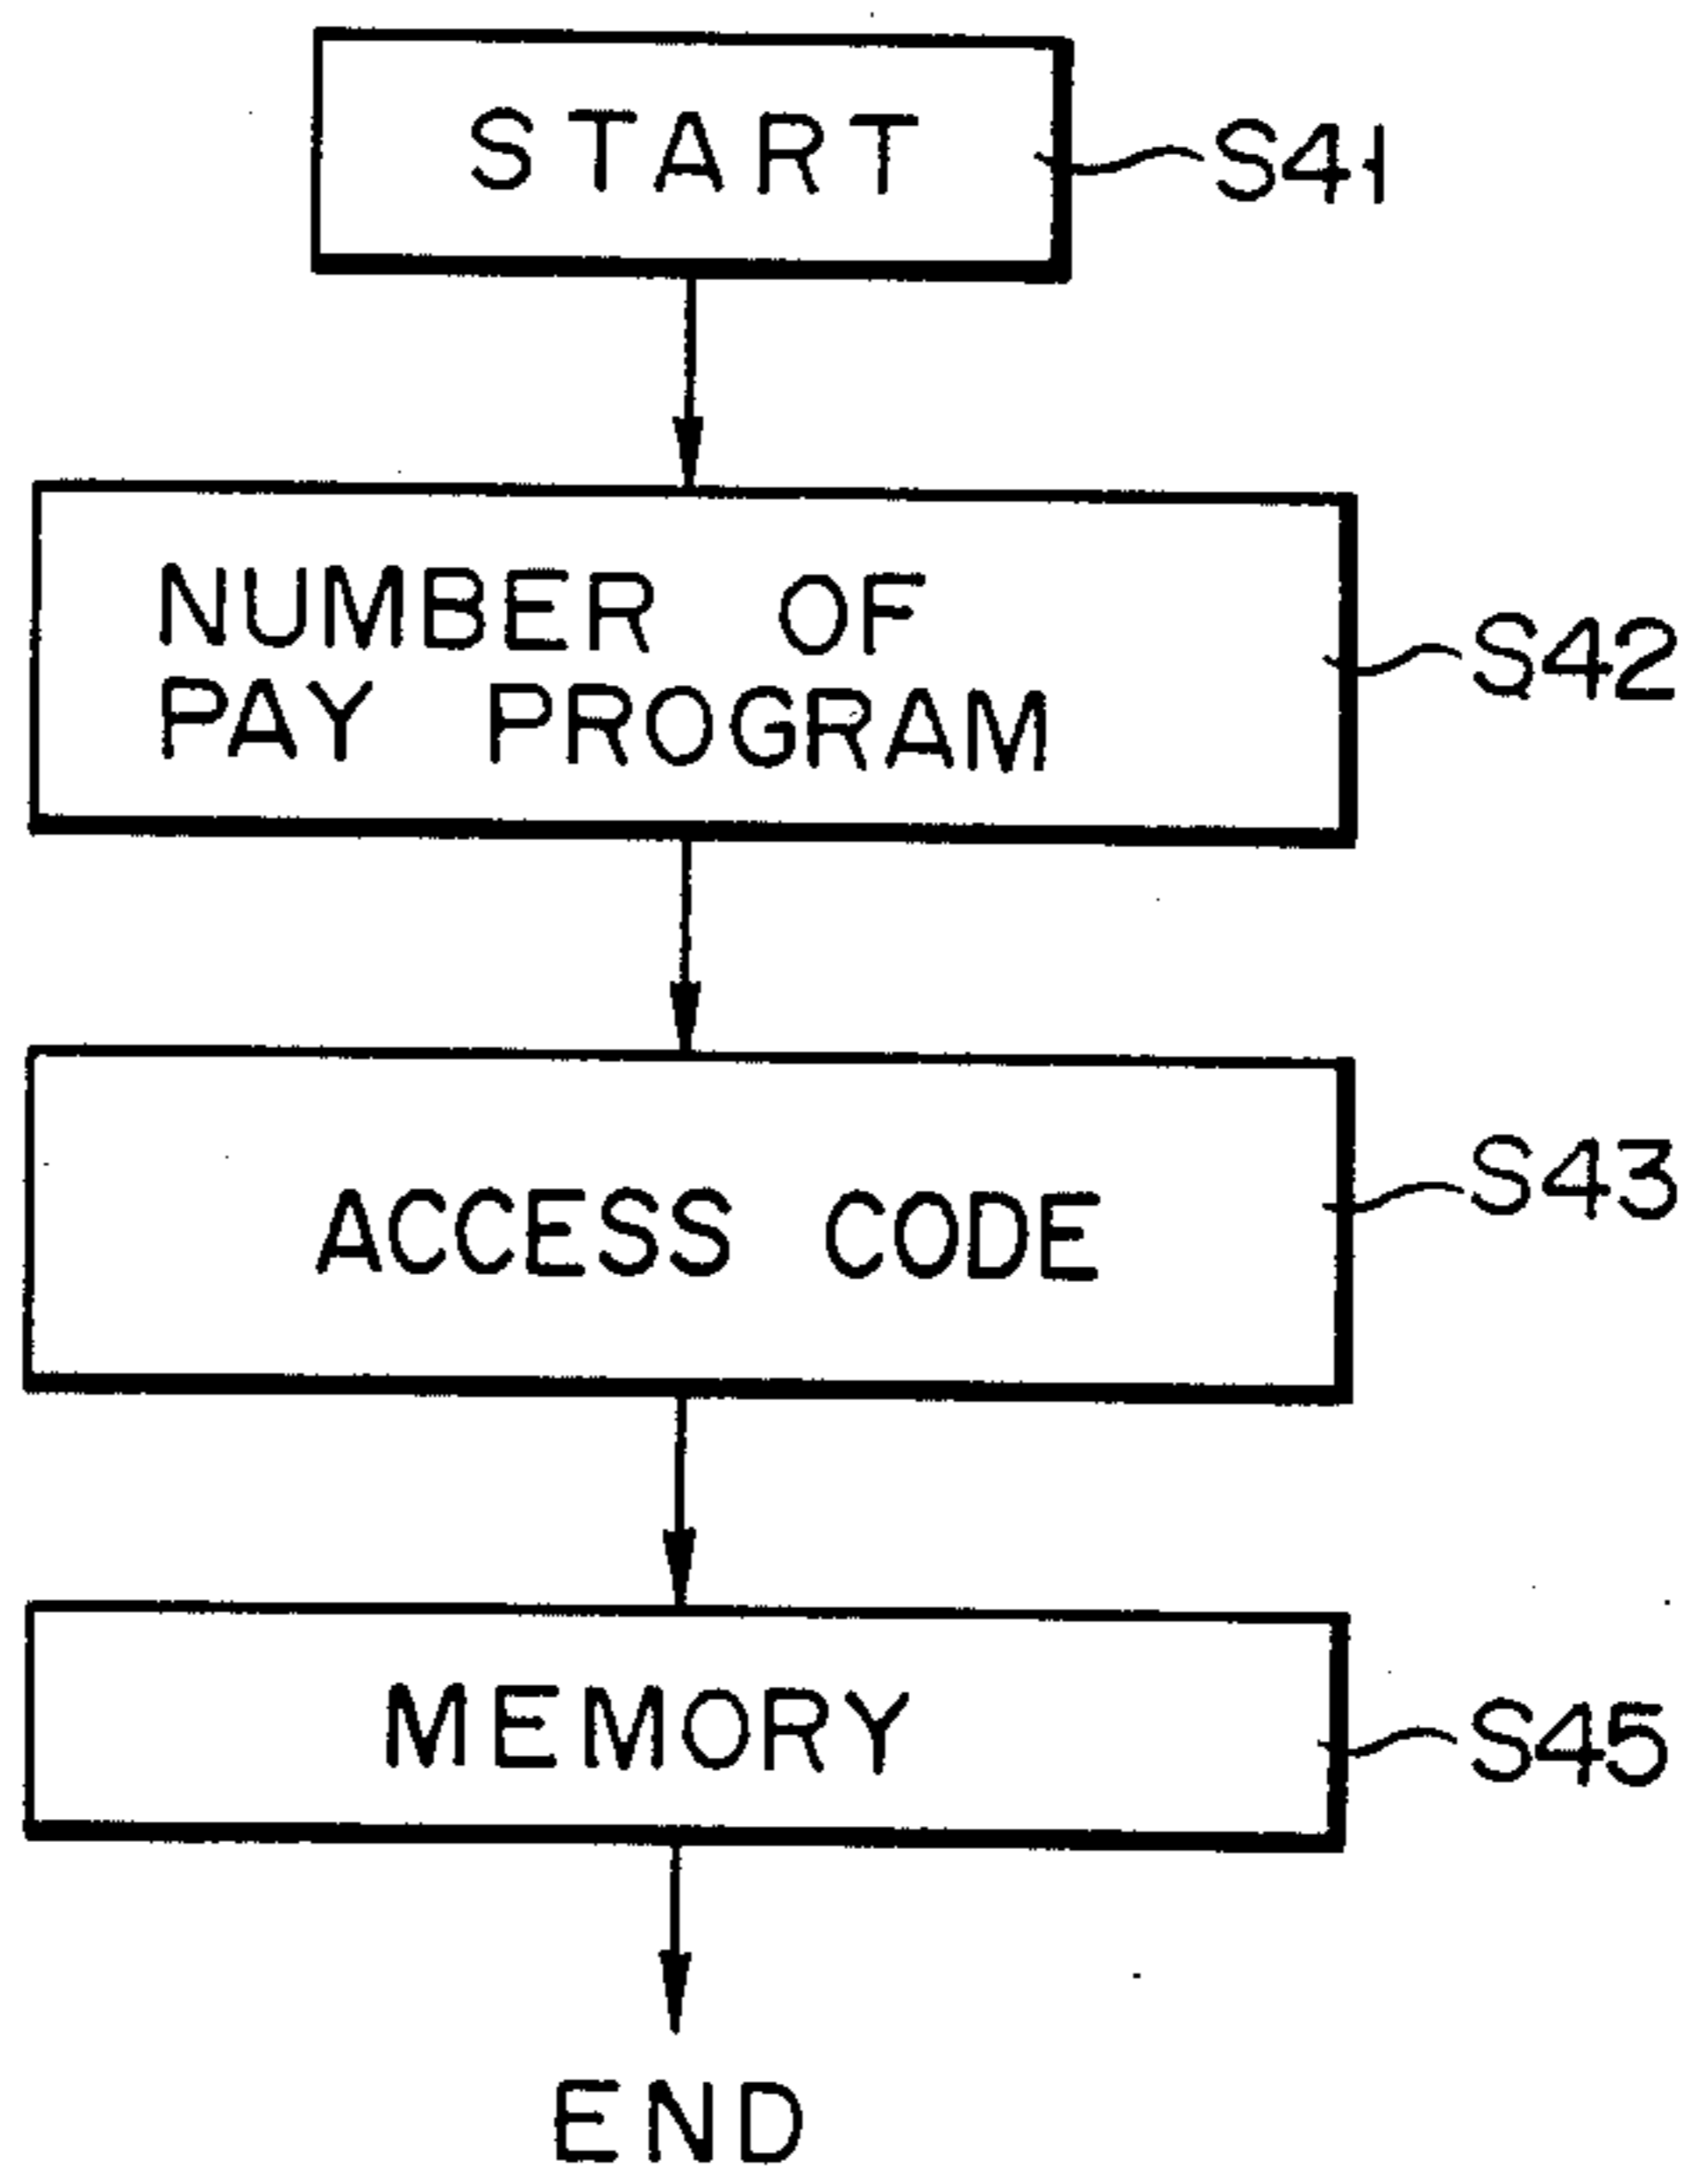 START
S41
NUMBER OF
PAY PROGRAM
S42
ACCESS CODE
S43
MEMORY
S45
END